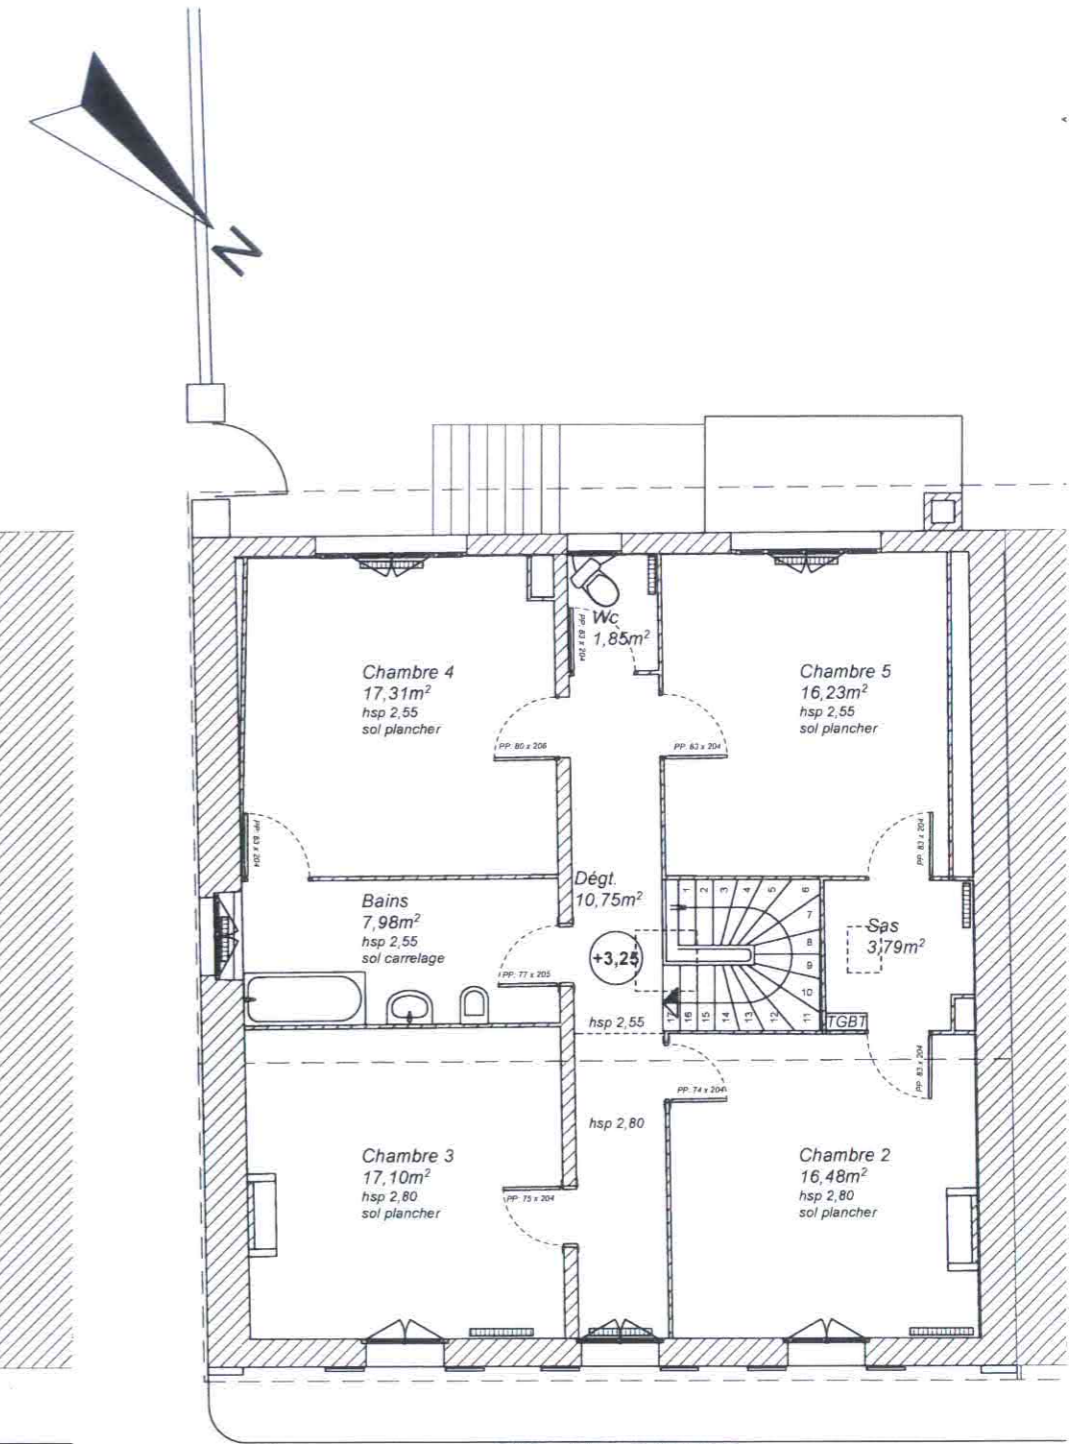 N
Wc
1,85m²
PP: 83 x 204
Chambre 4
17,31m²
hsp 2,55
sol plancher
Chambre 5
16,23m²
hsp 2,55
sol plancher
PP: 80 x 206
PP: 83 x 204
PP: 83 x 204
PP: 83 x 204
Dégt.
10,75m²
Bains
7,98m²
hsp 2,55
sol carrelage
1 2 3 4 5 6
7
8
9
10
17 16 15 14 13 12 11
Sas
3,79m²
+3,25
PP: 77 x 205
hsp 2,55
TGBT
PP: 83 x 204
PP: 74 x 204
hsp 2,80
Chambre 3
17,10m²
hsp 2,80
sol plancher
Chambre 2
16,48m²
hsp 2,80
sol plancher
PP: 75 x 204